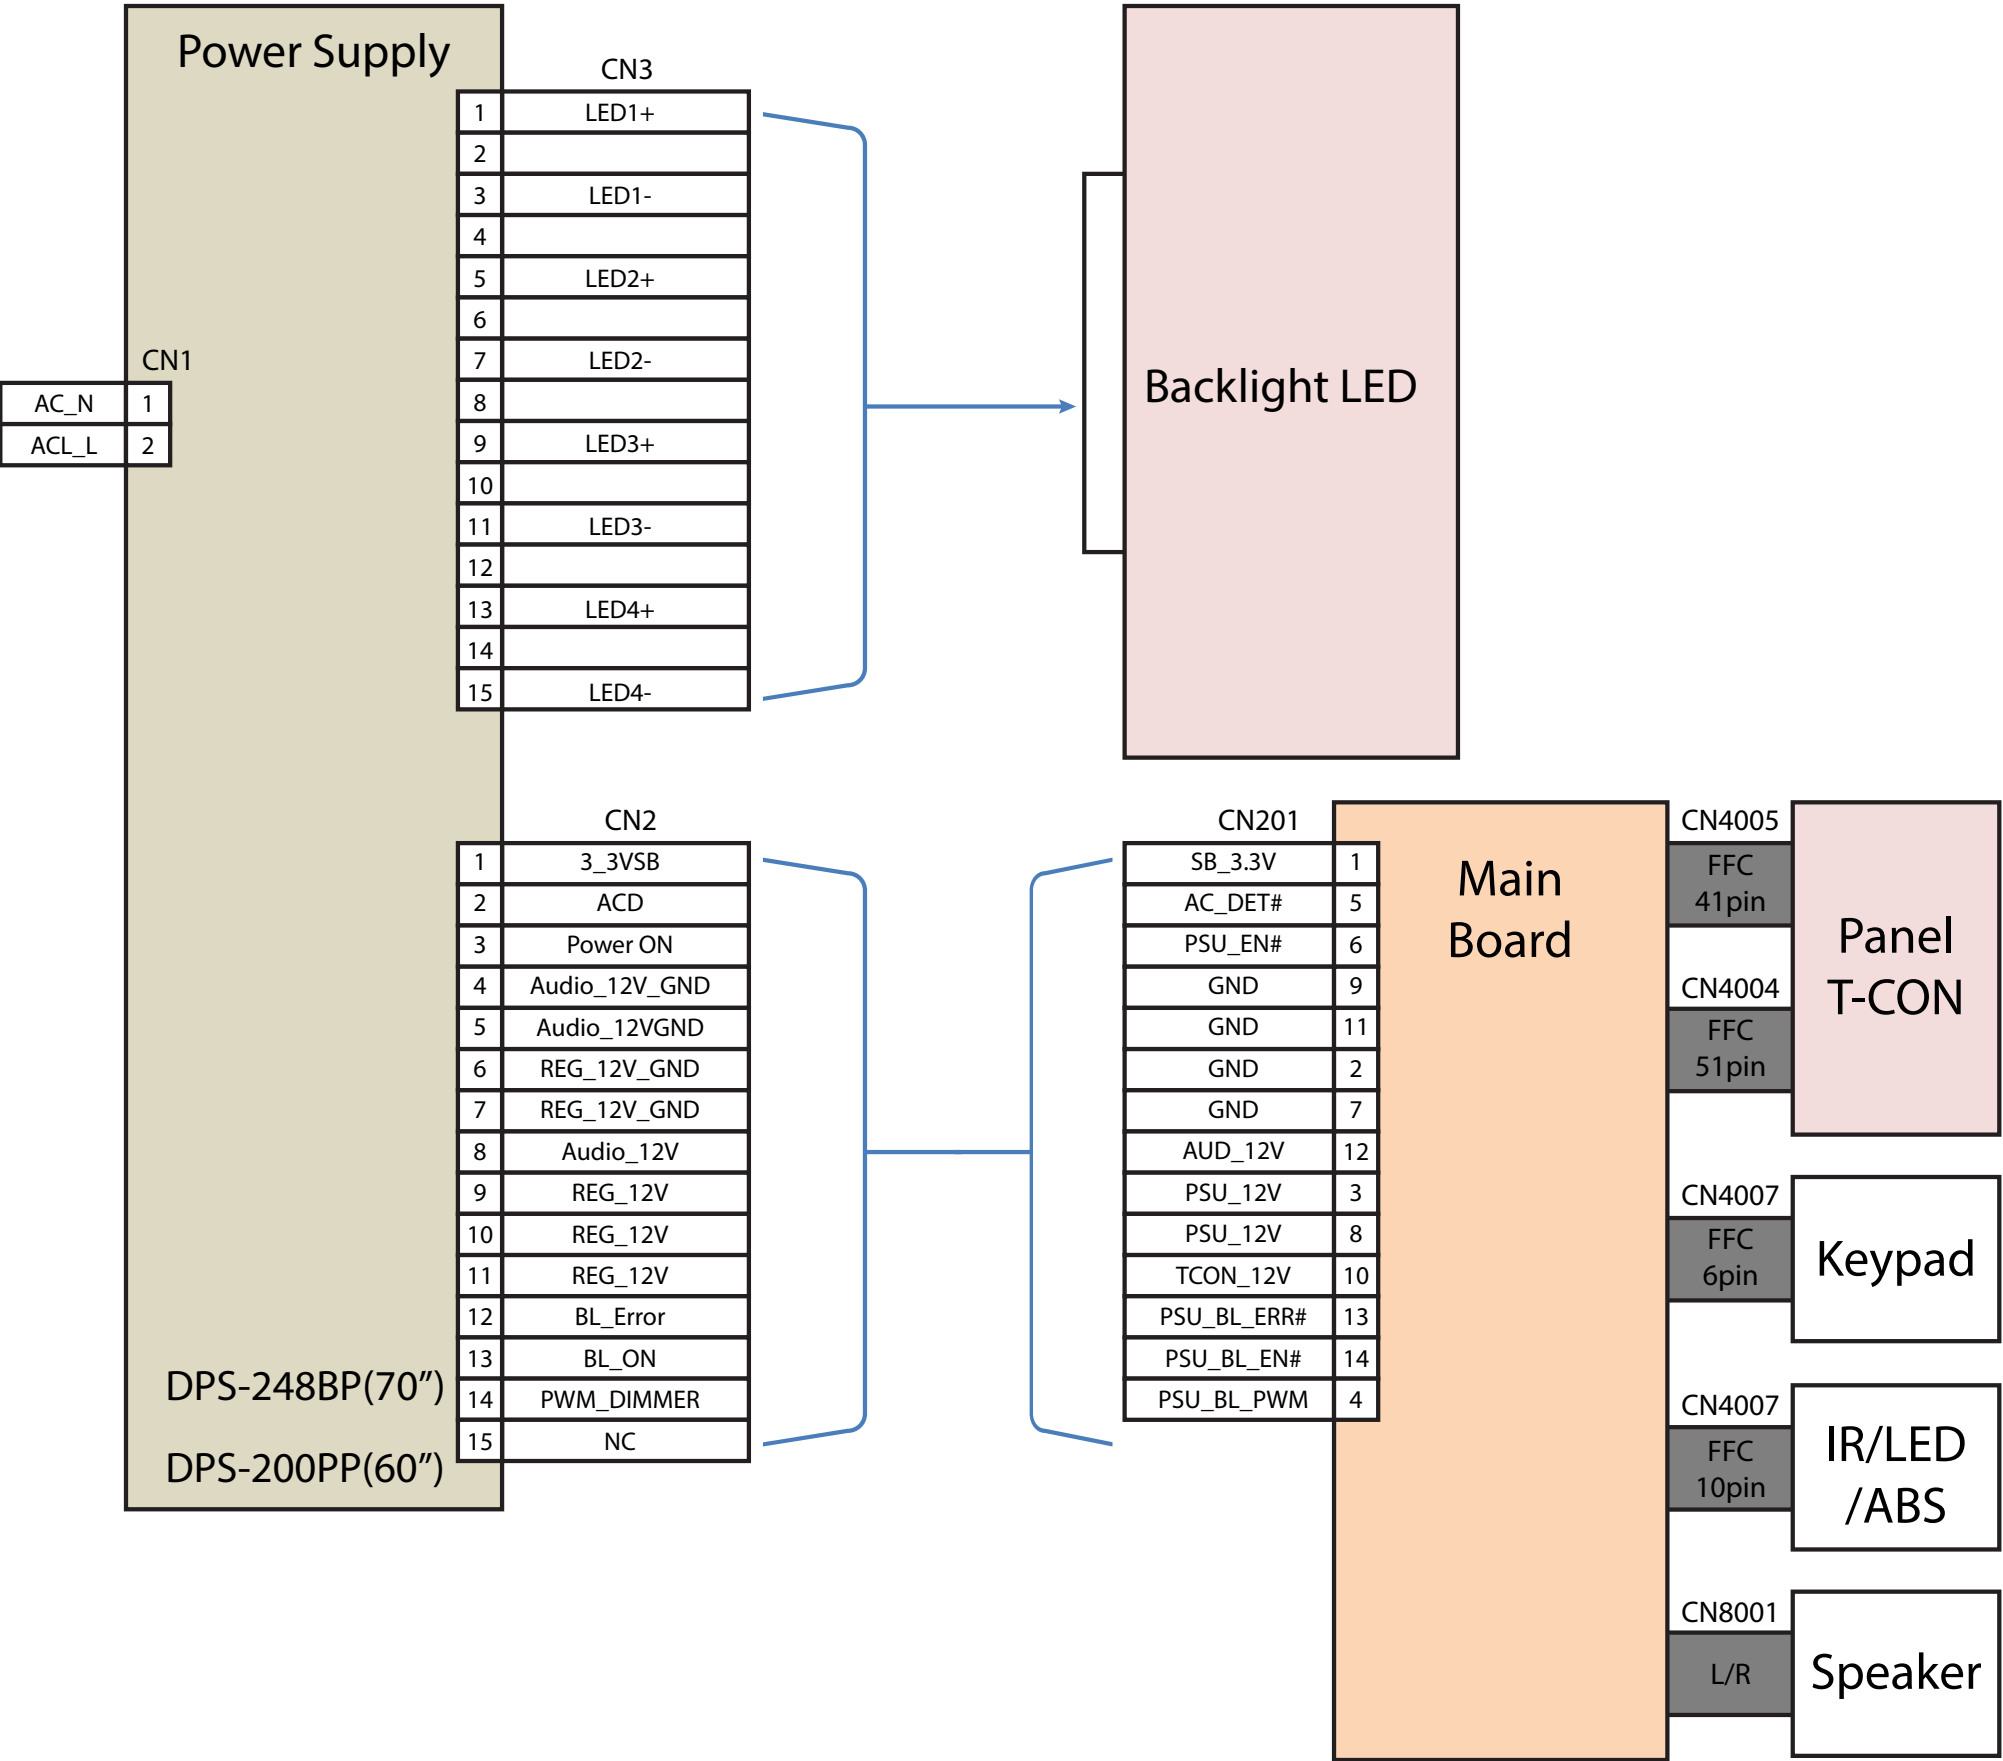 Power Supply
CN3
1 LED1+
2
3 LED1-
4
5 LED2+
6
7 LED2-
8
9 LED3+
10
11 LED3-
12
13 LED4+
14
15 LED4-
CN1
AC_N 1
ACL_L 2
Backlight LED
CN2
1 3_3VSB
2 ACD
3 Power ON
4 Audio_12V_GND
5 Audio_12VGND
6 REG_12V_GND
7 REG_12V_GND
8 Audio_12V
9 REG_12V
10 REG_12V
11 REG_12V
12 BL_Error
13 BL_ON
14 PWM_DIMMER
15 NC
DPS-248BP(70”)
DPS-200PP(60”)
CN201
SB_3.3V 1
AC_DET# 5
PSU_EN# 6
GND 9
GND 11
GND 2
GND 7
AUD_12V 12
PSU_12V 3
PSU_12V 8
TCON_12V 10
PSU_BL_ERR# 13
PSU_BL_EN# 14
PSU_BL_PWM 4
Main
Board
CN4005
FFC
41pin
CN4004
FFC
51pin
Panel
T-CON
CN4007
FFC
6pin
Keypad
CN4007
FFC
10pin
IR/LED
/ABS
CN8001
L/R
Speaker